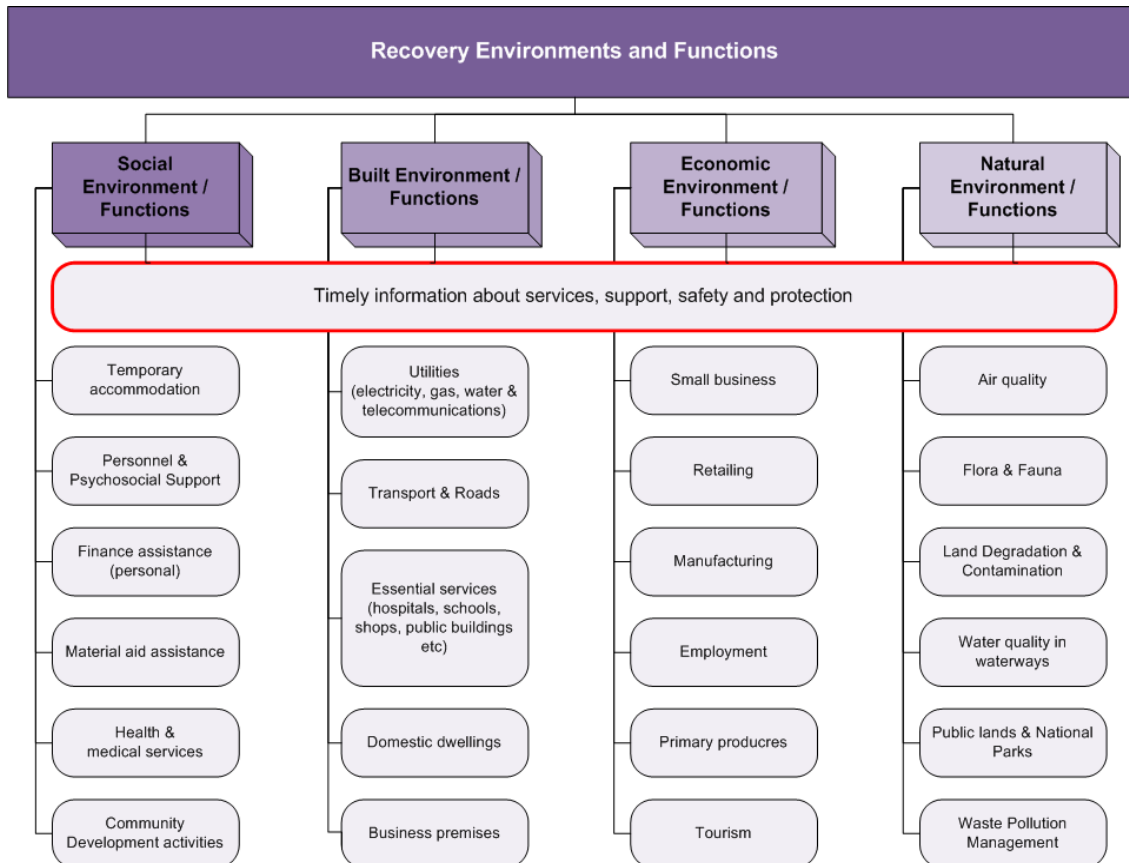 Recovery Environments and Functions
Social
Environment /
Functions
Built Environment /
Functions
Economic
Environment /
Functions
Natural
Environment /
Functions
Timely information about services, support, safety and protection
Temporary
accommodation
Personnel &
Psychosocial Support
Finance assistance
(personal)
Material aid assistance
Health &
medical services
Community
Development activities
Utilities
(electricity, gas, water &
telecommunications)
Transport & Roads
Essential services
(hospitals, schools,
shops, public buildings
etc)
Domestic dwellings
Business premises
Small business
Retailing
Manufacturing
Employment
Primary producres
Tourism
Air quality
Flora & Fauna
Land Degradation &
Contamination
Water quality in
waterways
Public lands & National
Parks
Waste Pollution
Management